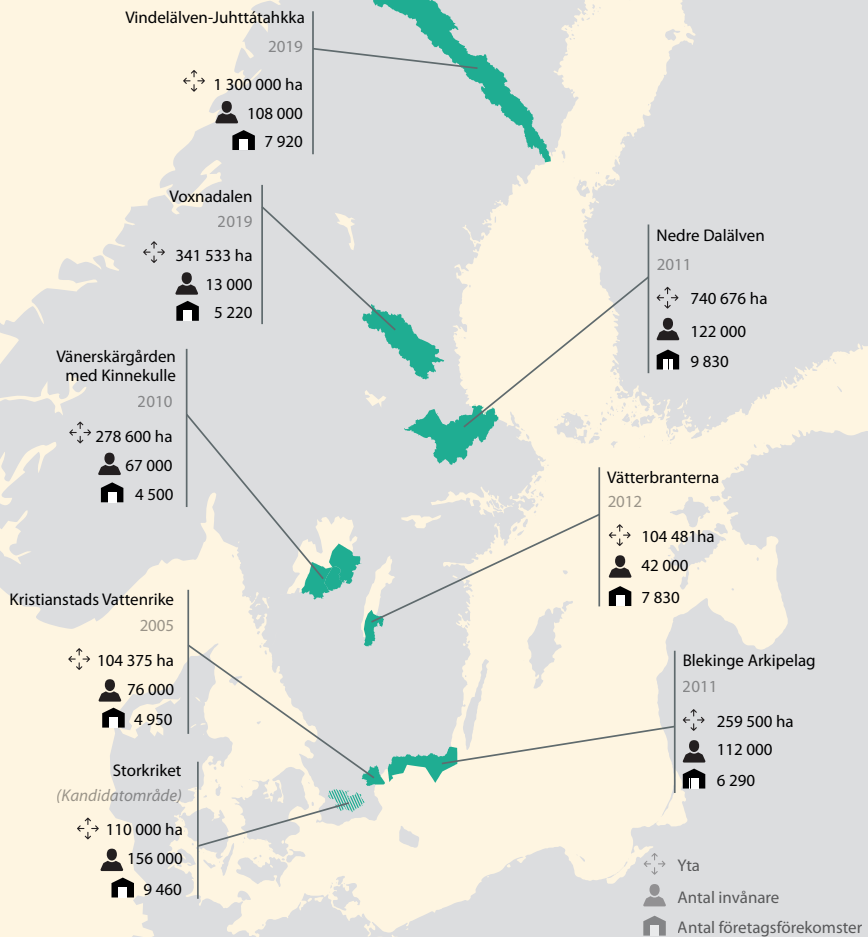 Vindelälven-Juhttátahkka
2019
1 300 000 ha
108 000
7 920
Voxnadalen
2019
341 533 ha
13 000
5 220
Nedre Dalälven
2011
740 676 ha
122 000
9 830
Vänerskärgården
med Kinnekulle
2010
278 600 ha
67 000
4 500
Vätterbranterna
2012
104 481ha
42 000
7 830
Kristianstads Vattenrike
2005
104 375 ha
76 000
4 950
Blekinge Arkipelag
2011
259 500 ha
112 000
6 290
Storkriket
(Kandidatområde)
110 000 ha
156 000
9 460
Yta
Antal invånare
Antal företagsförekomster